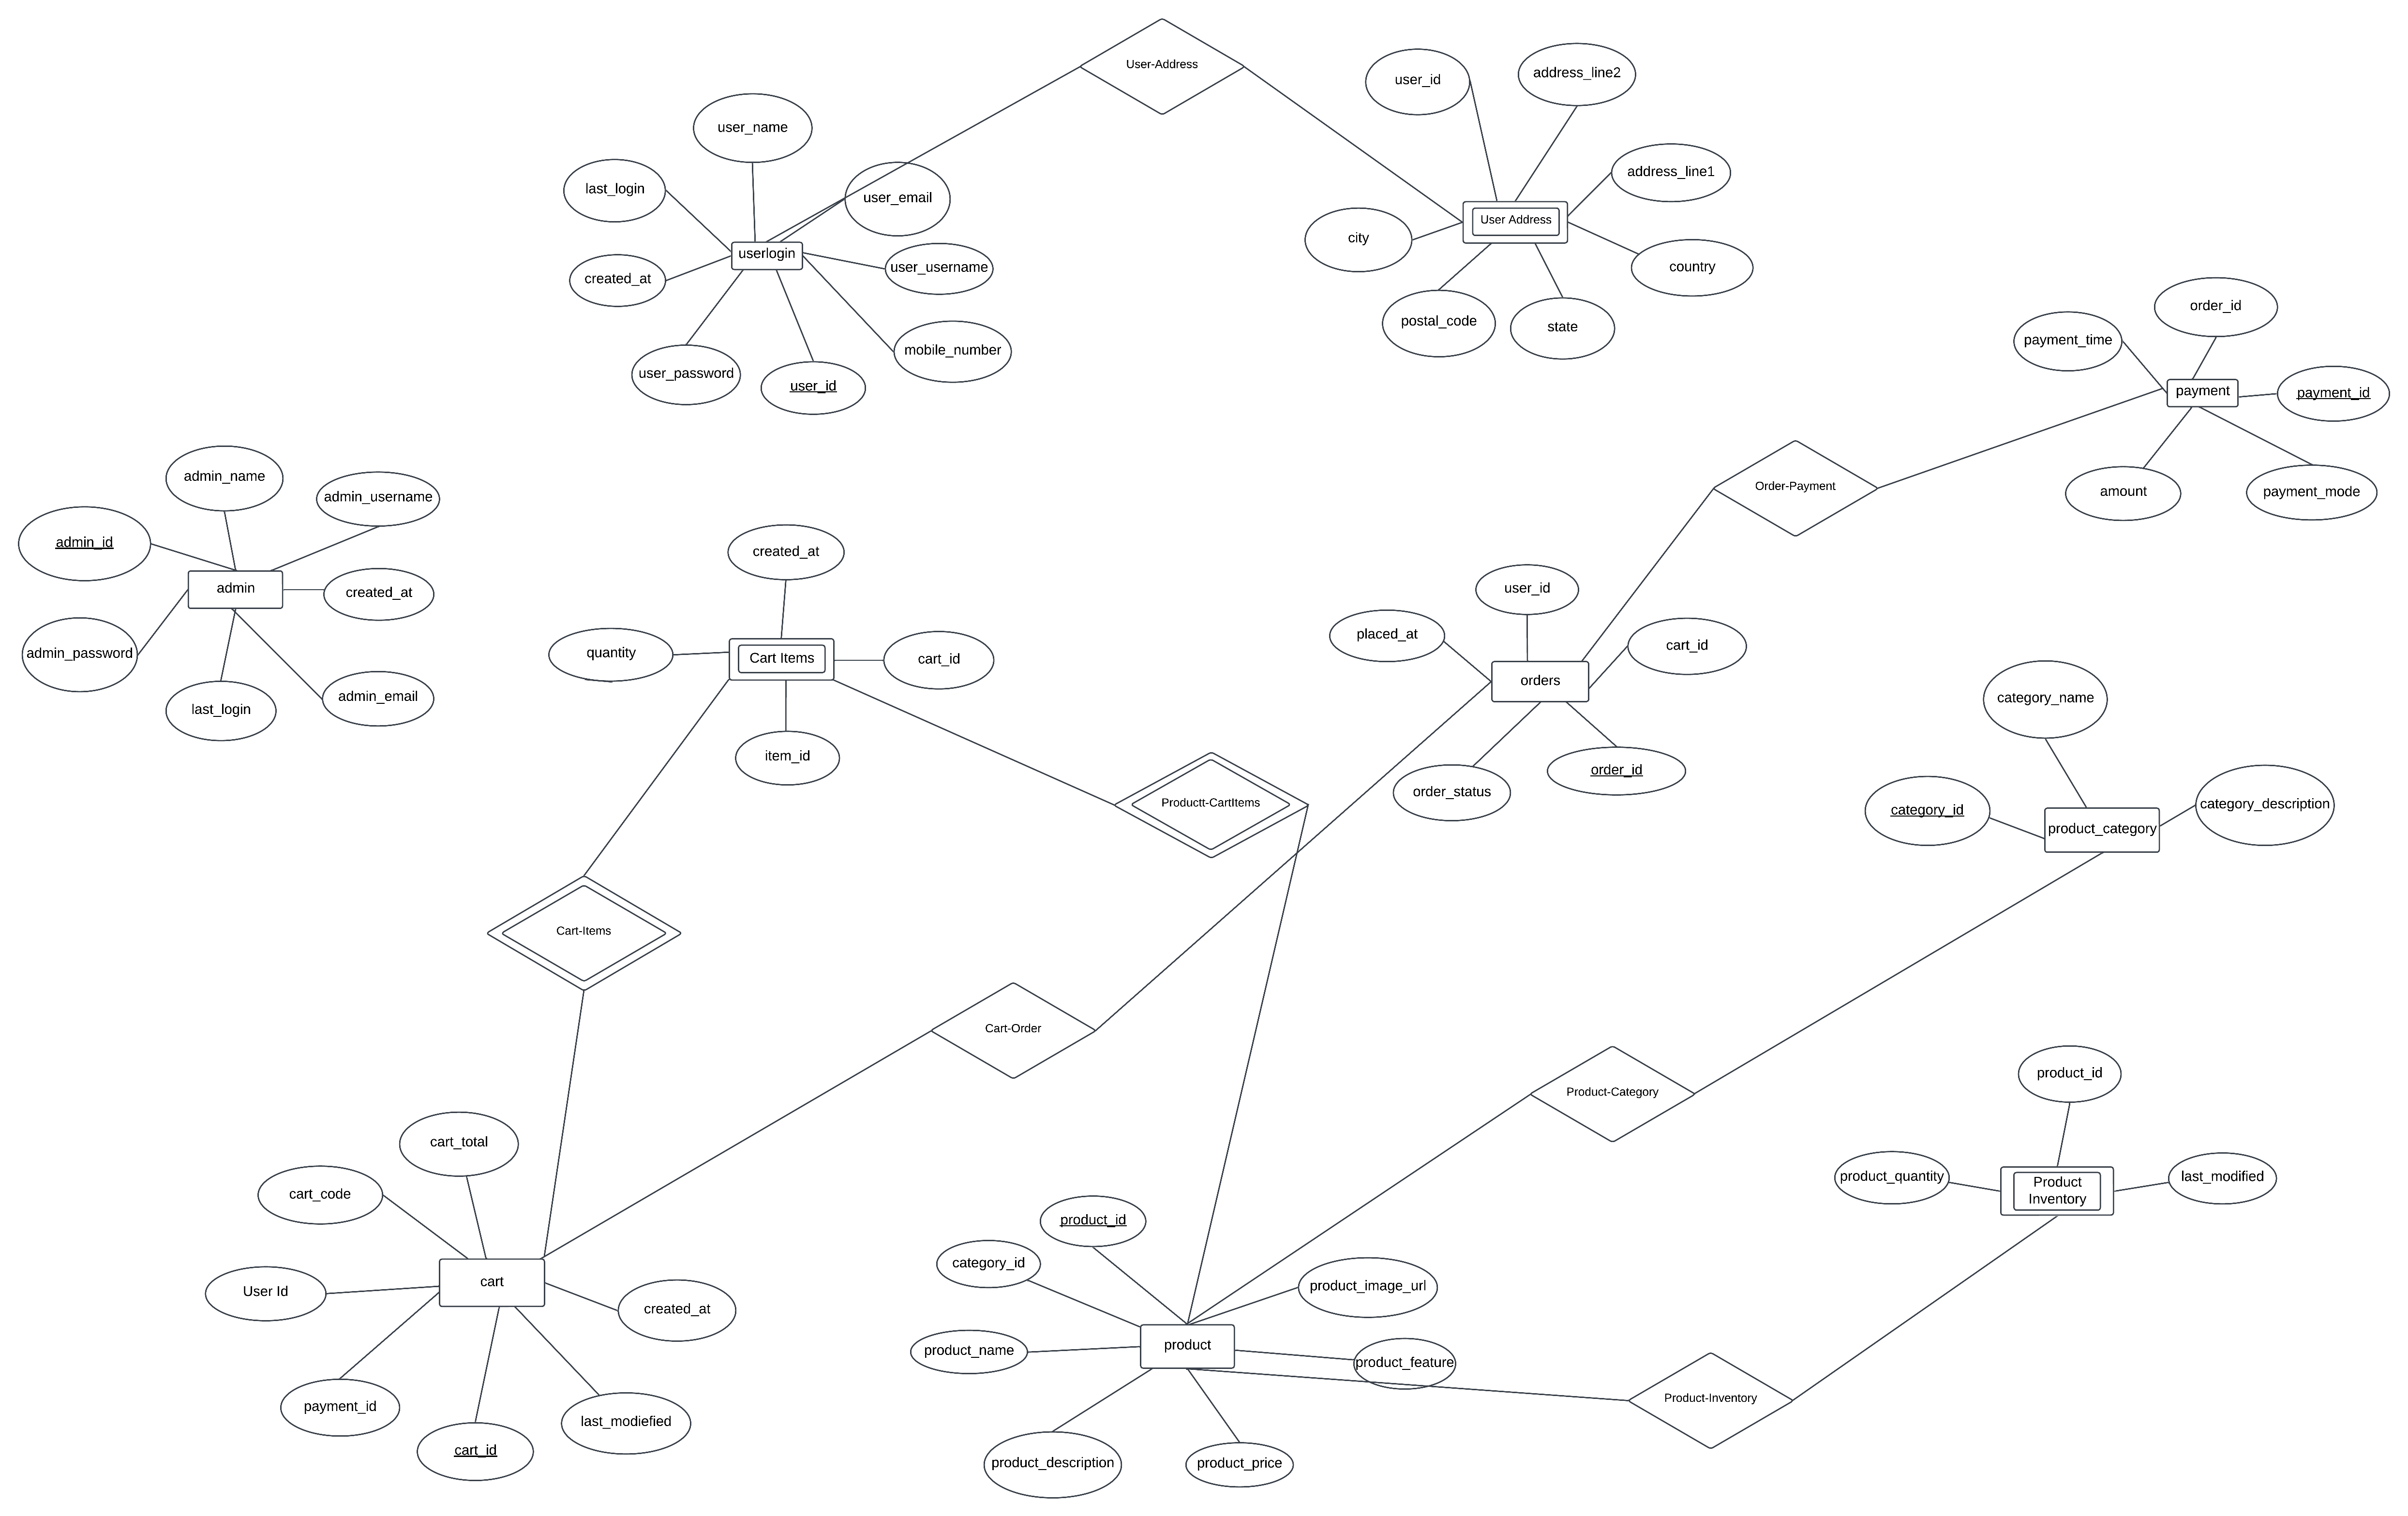 User-Address
user_id
address_line2
user_name
address_line1
last_login
user_email
User Address
city
userlogin
user_username
country
created_at
order_id
postal_code
state
payment_time
mobile_number
user_password
user_id
payment
payment_id
admin_name
admin_username
Order-Payment
amount
payment_mode
admin_id
created_at
admin
created_at
user_id
placed_at
cart_id
admin_password
quantity
Cart Items
cart_id
orders
admin_email
last_login
category_name
item_id
order_id
order_status
Productt-CartItems
category_id
category_description
product_category
Cart-Items
Cart-Order
product_id
Product-Category
cart_total
cart_code
product_quantity
Product
Inventory
last_modified
product_id
category_id
User Id
cart
product_image_url
created_at
product_name
product
product_feature
payment_id
Product-Inventory
last_modiefied
cart_id
product_description
product_price